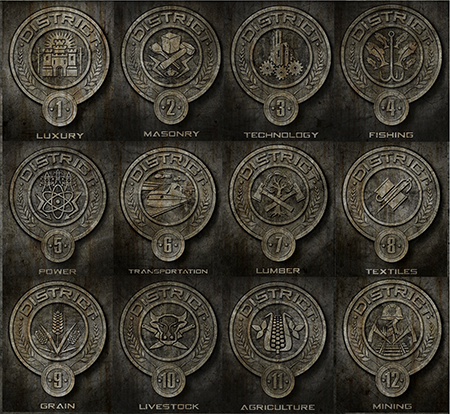 DISTRICT DISTRICT DISTRICT DISTRICT
1 2 3 4
LUXURY MASONRY TECHNOLOGY FISHING
DISTRICT DISTRICT DISTRICT DISTRICT
5 6 7 8
POWER TRANSPORTATION LUMBER TEXTILES
DISTRICT DISTRICT DISTRICT DISTRICT
9 10 11 12
GRAIN LIVESTOCK AGRICULTURE MINING